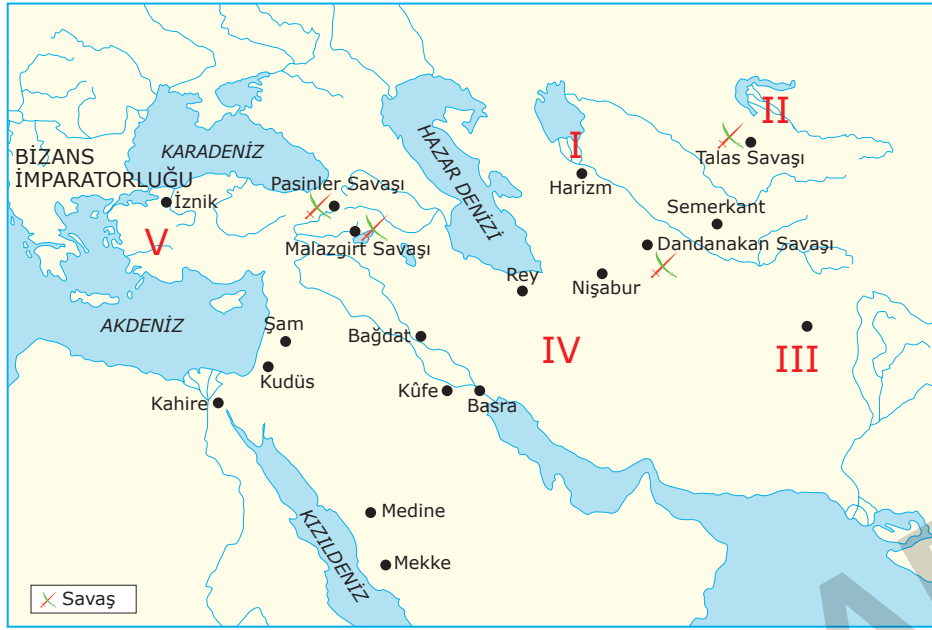 II
I
Talas Savaşı
HAZAR DENİZİ
KARADENİZ
BİZANS
İMPARATORLUĞU
Harizm
Pasinler Savaşı
İznik
Semerkant
V
Malazgirt Savaşı
Dandanakan Savaşı
Rey
Nişabur
AKDENİZ
Şam
Bağdat
IV
III
Kudüs
Kahire
Kûfe
Basra
KIZILDENİZ
Medine
Mekke
Savaş